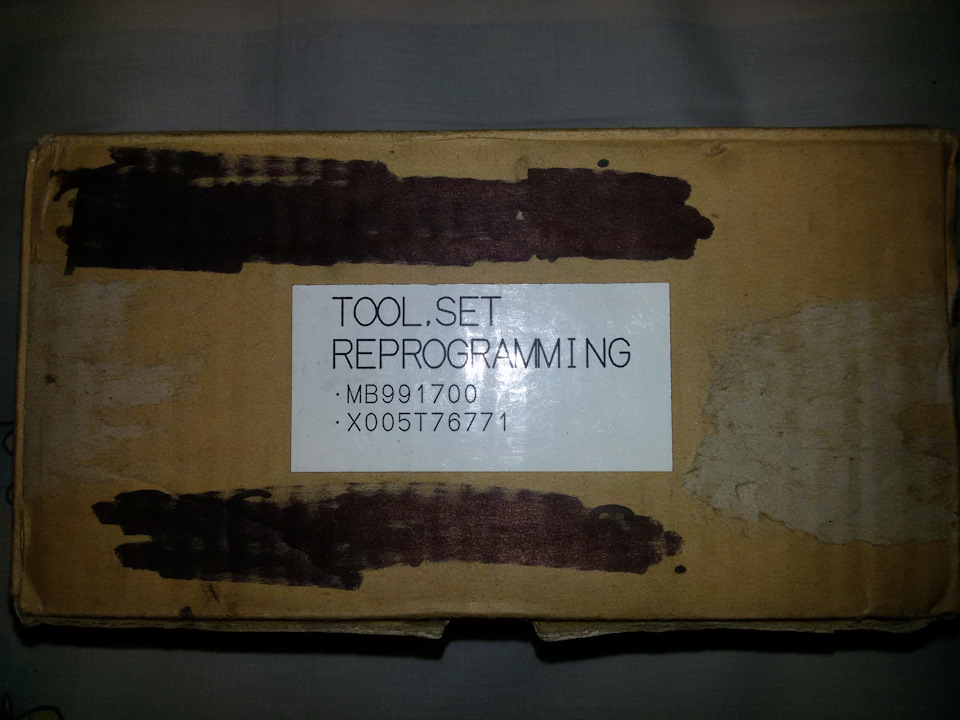 TOOL,SET
REPROGRAMMING
·MB991700
·X005T76771